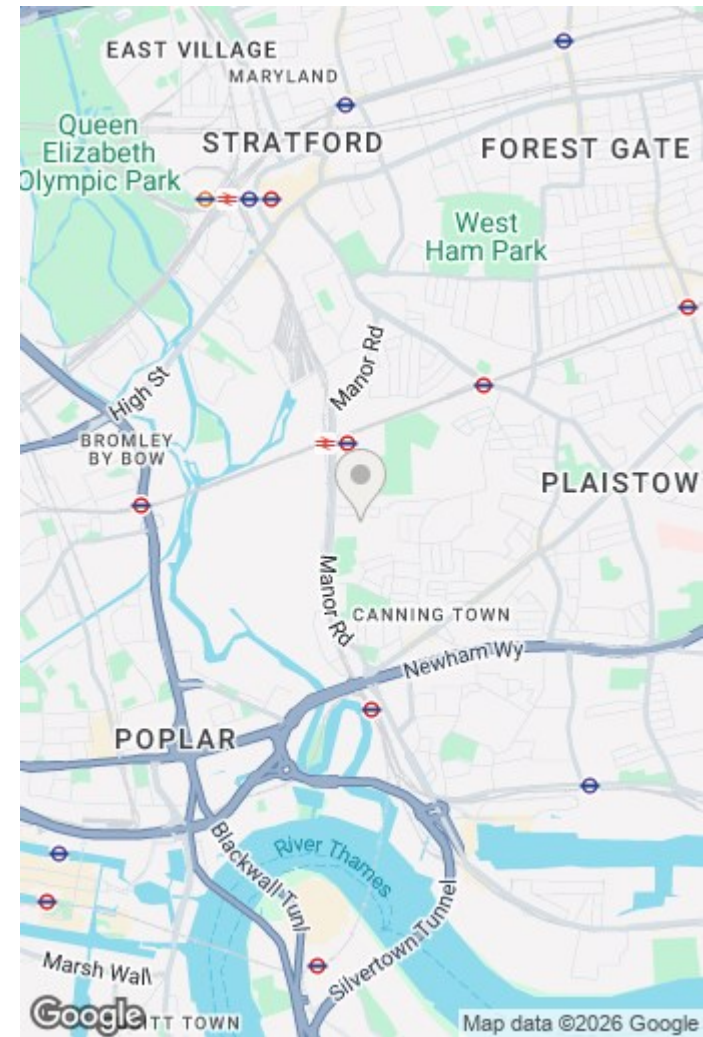 EAST VILLAGE
MARYLAND
Queen
Elizabeth
Olympic Park
STRATFORD
FOREST GATE
West
Ham Park
Manor Rd
High St
BROMLEY
BY BOW
PLAISTOW
Manor Rd
CANNING TOWN
Newham Wy
POPLAR
River Thames
Blackwall Tunl
Silvertown Tunnel
Marsh Wall
Google
ITT TOWN
Map data ©2026 Google